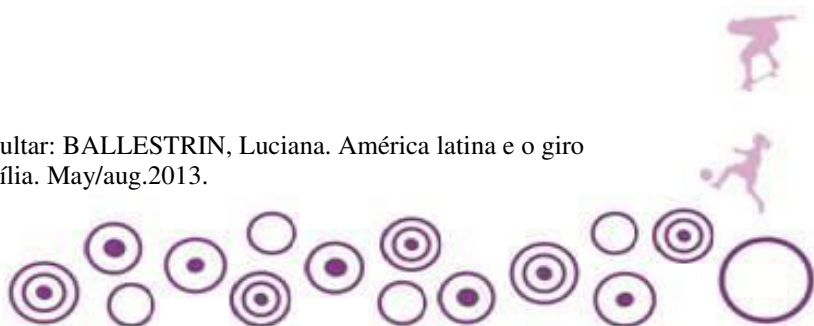 ultar: BALLESTRIN, Luciana. América latina e o giro
ília. May/aug.2013.